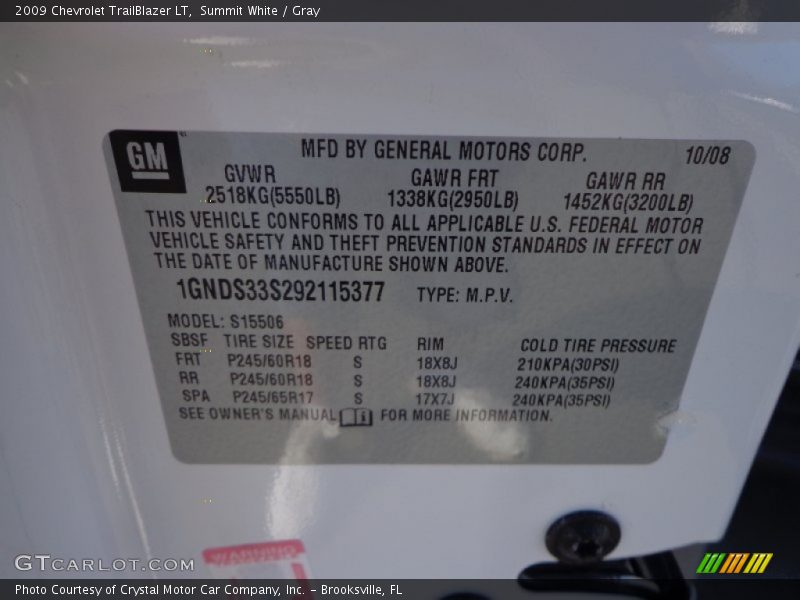 2009 Chevrolet TrailBlazer LT, Summit White / Gray
GM
MFD BY GENERAL MOTORS CORP. 10/08
GVWR GAWR FRT GAWR RR
2518KG(5550LB) 1338KG(2950LB) 1452KG(3200LB)
THIS VEHICLE CONFORMS TO ALL APPLICABLE U.S. FEDERAL MOTOR
VEHICLE SAFETY AND THEFT PREVENTION STANDARDS IN EFFECT ON
THE DATE OF MANUFACTURE SHOWN ABOVE.
1GNDS33S292115377 TYPE: M.P.V.
MODEL: S15506
SBSF TIRE SIZE SPEED RTG RIM COLD TIRE PRESSURE
FRT P245/60R18 S 18X8J 210KPA(30PSI)
RR P245/60R18 S 18X8J 240KPA(35PSI)
SPA P245/65R17 S 17X7J 240KPA(35PSI)
SEE OWNER'S MANUAL FOR MORE INFORMATION.
WARNING
GTCARLOT.COM
Photo Courtesy of Crystal Motor Car Company, Inc. – Brooksville, FL